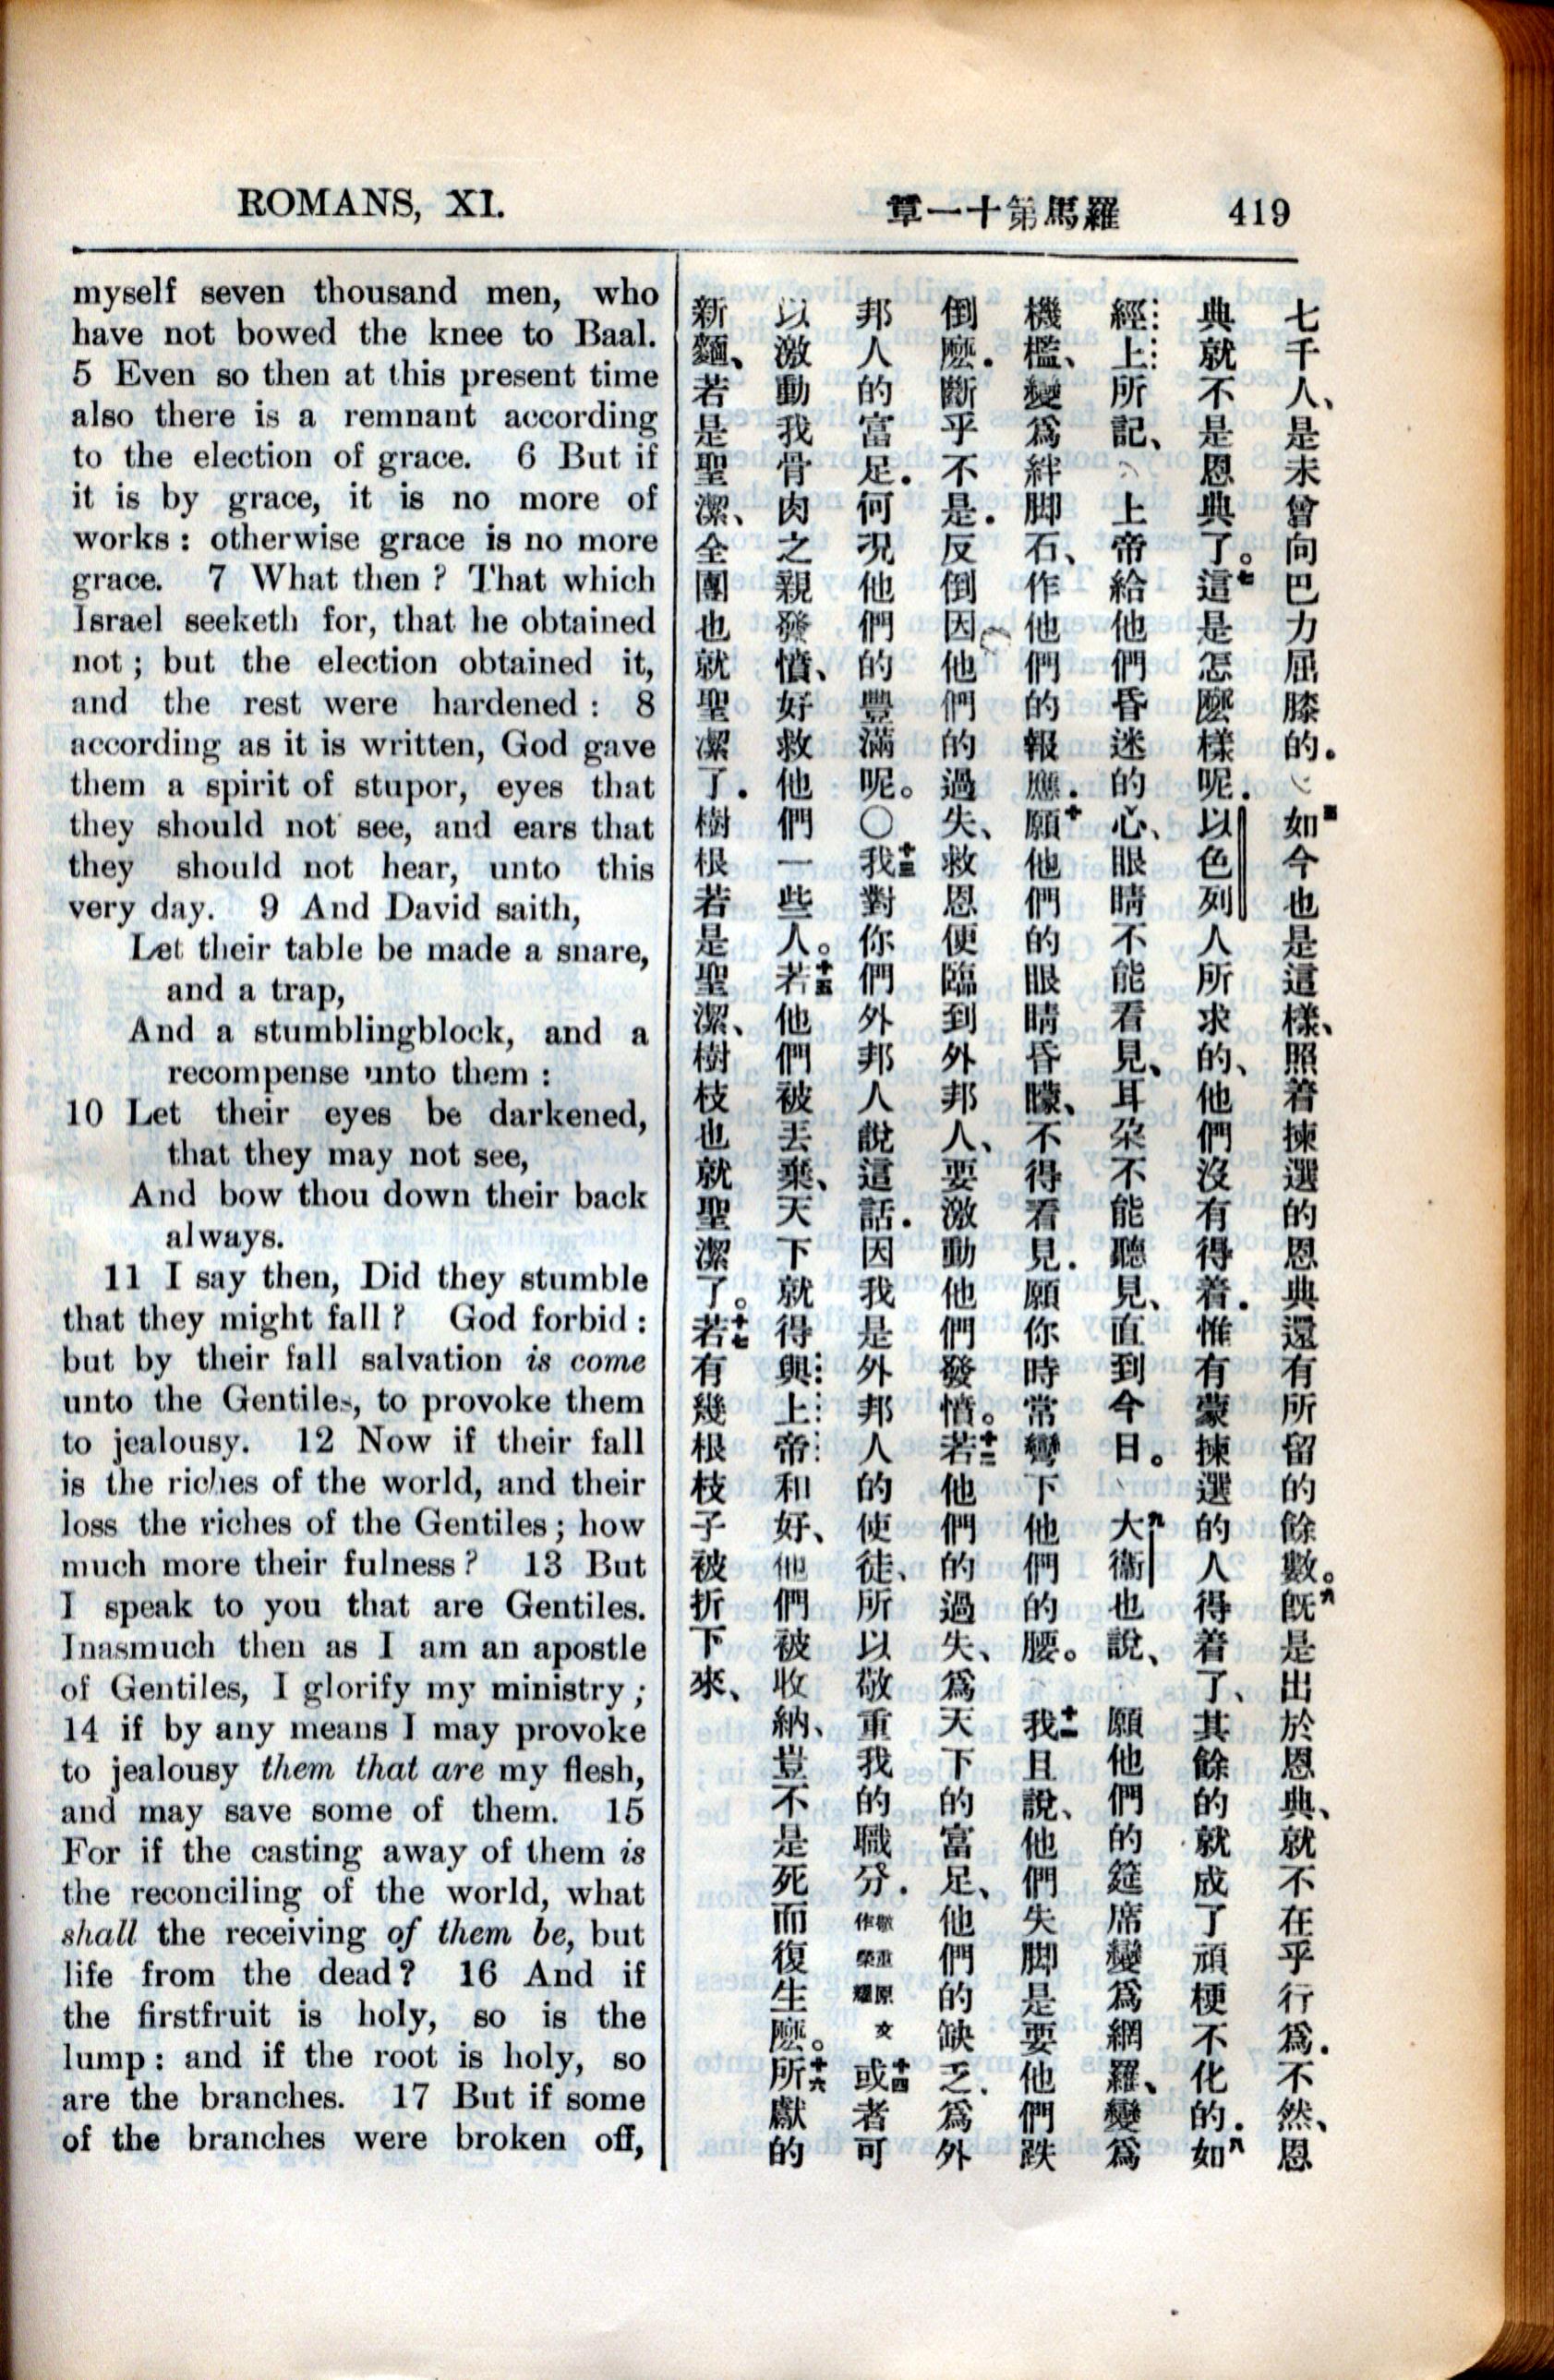 ROMANS, XI.
章一十第馬羅 419
myself seven thousand men, who
have not bowed the knee to Baal.
5 Even so then at this present time
also there is a remnant according
to the election of grace. 6 But if
it is by grace, it is no more of
works : otherwise grace is no more
grace. 7 What then ? That which
Israel seeketh for, that he obtained
not ; but the election obtained it,
and the rest were hardened : 8
according as it is written, God gave
them a spirit of stupor, eyes that
they should not see, and ears that
they should not hear, unto this
very day. 9 And David saith,
Let their table be made a snare,
and a trap,
And a stumblingblock, and a
recompense unto them :
10 Let their eyes be darkened,
that they may not see,
And bow thou down their back
always.
11 I say then, Did they stumble
that they might fall ? God forbid :
but by their fall salvation is come
unto the Gentiles, to provoke them
to jealousy. 12 Now if their fall
is the riches of the world, and their
loss the riches of the Gentiles ; how
much more their fulness ? 13 But
I speak to you that are Gentiles.
Inasmuch then as I am an apostle
of Gentiles, I glorify my ministry ;
14 if by any means I may provoke
to jealousy them that are my flesh,
and may save some of them. 15
For if the casting away of them is
the reconciling of the world, what
shall the receiving of them be, but
life from the dead ? 16 And if
the firstfruit is holy, so is the
lump : and if the root is holy, so
are the branches. 17 But if some
of the branches were broken off,
七千人、是未曾向巴力屈膝的.五如今也是這樣、照着揀選的恩典還有所留的餘數。六既是出於恩典、就不在乎行爲.不然、恩
典就不是恩典了。七這是怎麼樣呢.以色列人所求的、他們沒有得着.惟有蒙揀選的人得着了、其餘的就成了頑梗不化的.八如
經上所記、上帝給他們昏迷的心、眼睛不能看見、耳朵不能聽見、直到今日。九大衞也說、願他們的筵席變爲網羅、變爲
機檻、變爲絆脚石、作他們的報應.十願他們的眼睛昏矇、不得看見.願你時常彎下他們的腰。十一我且說、他們失脚是要他們跌
倒麼.斷乎不是.反倒因他們的過失、救恩便臨到外邦人、要激動他們發憤。十二若他們的過失、爲天下的富足、他們的缺乏.爲外
邦人的富足.何況他們的豐滿呢。〇十三我對你們外邦人說這話.因我是外邦人的使徒、所以敬重我的職分.敬重原文作榮耀十四或者可
以激動我骨肉之親發憤、好救他們一些人。十五若他們被丟棄、天下就得與上帝和好、他們被收納、豈不是死而復生麼。十六所獻的
新麵、若是聖潔、全團也就聖潔了.樹根若是聖潔、樹枝也就聖潔了。十七若有幾根枝子被折下來、